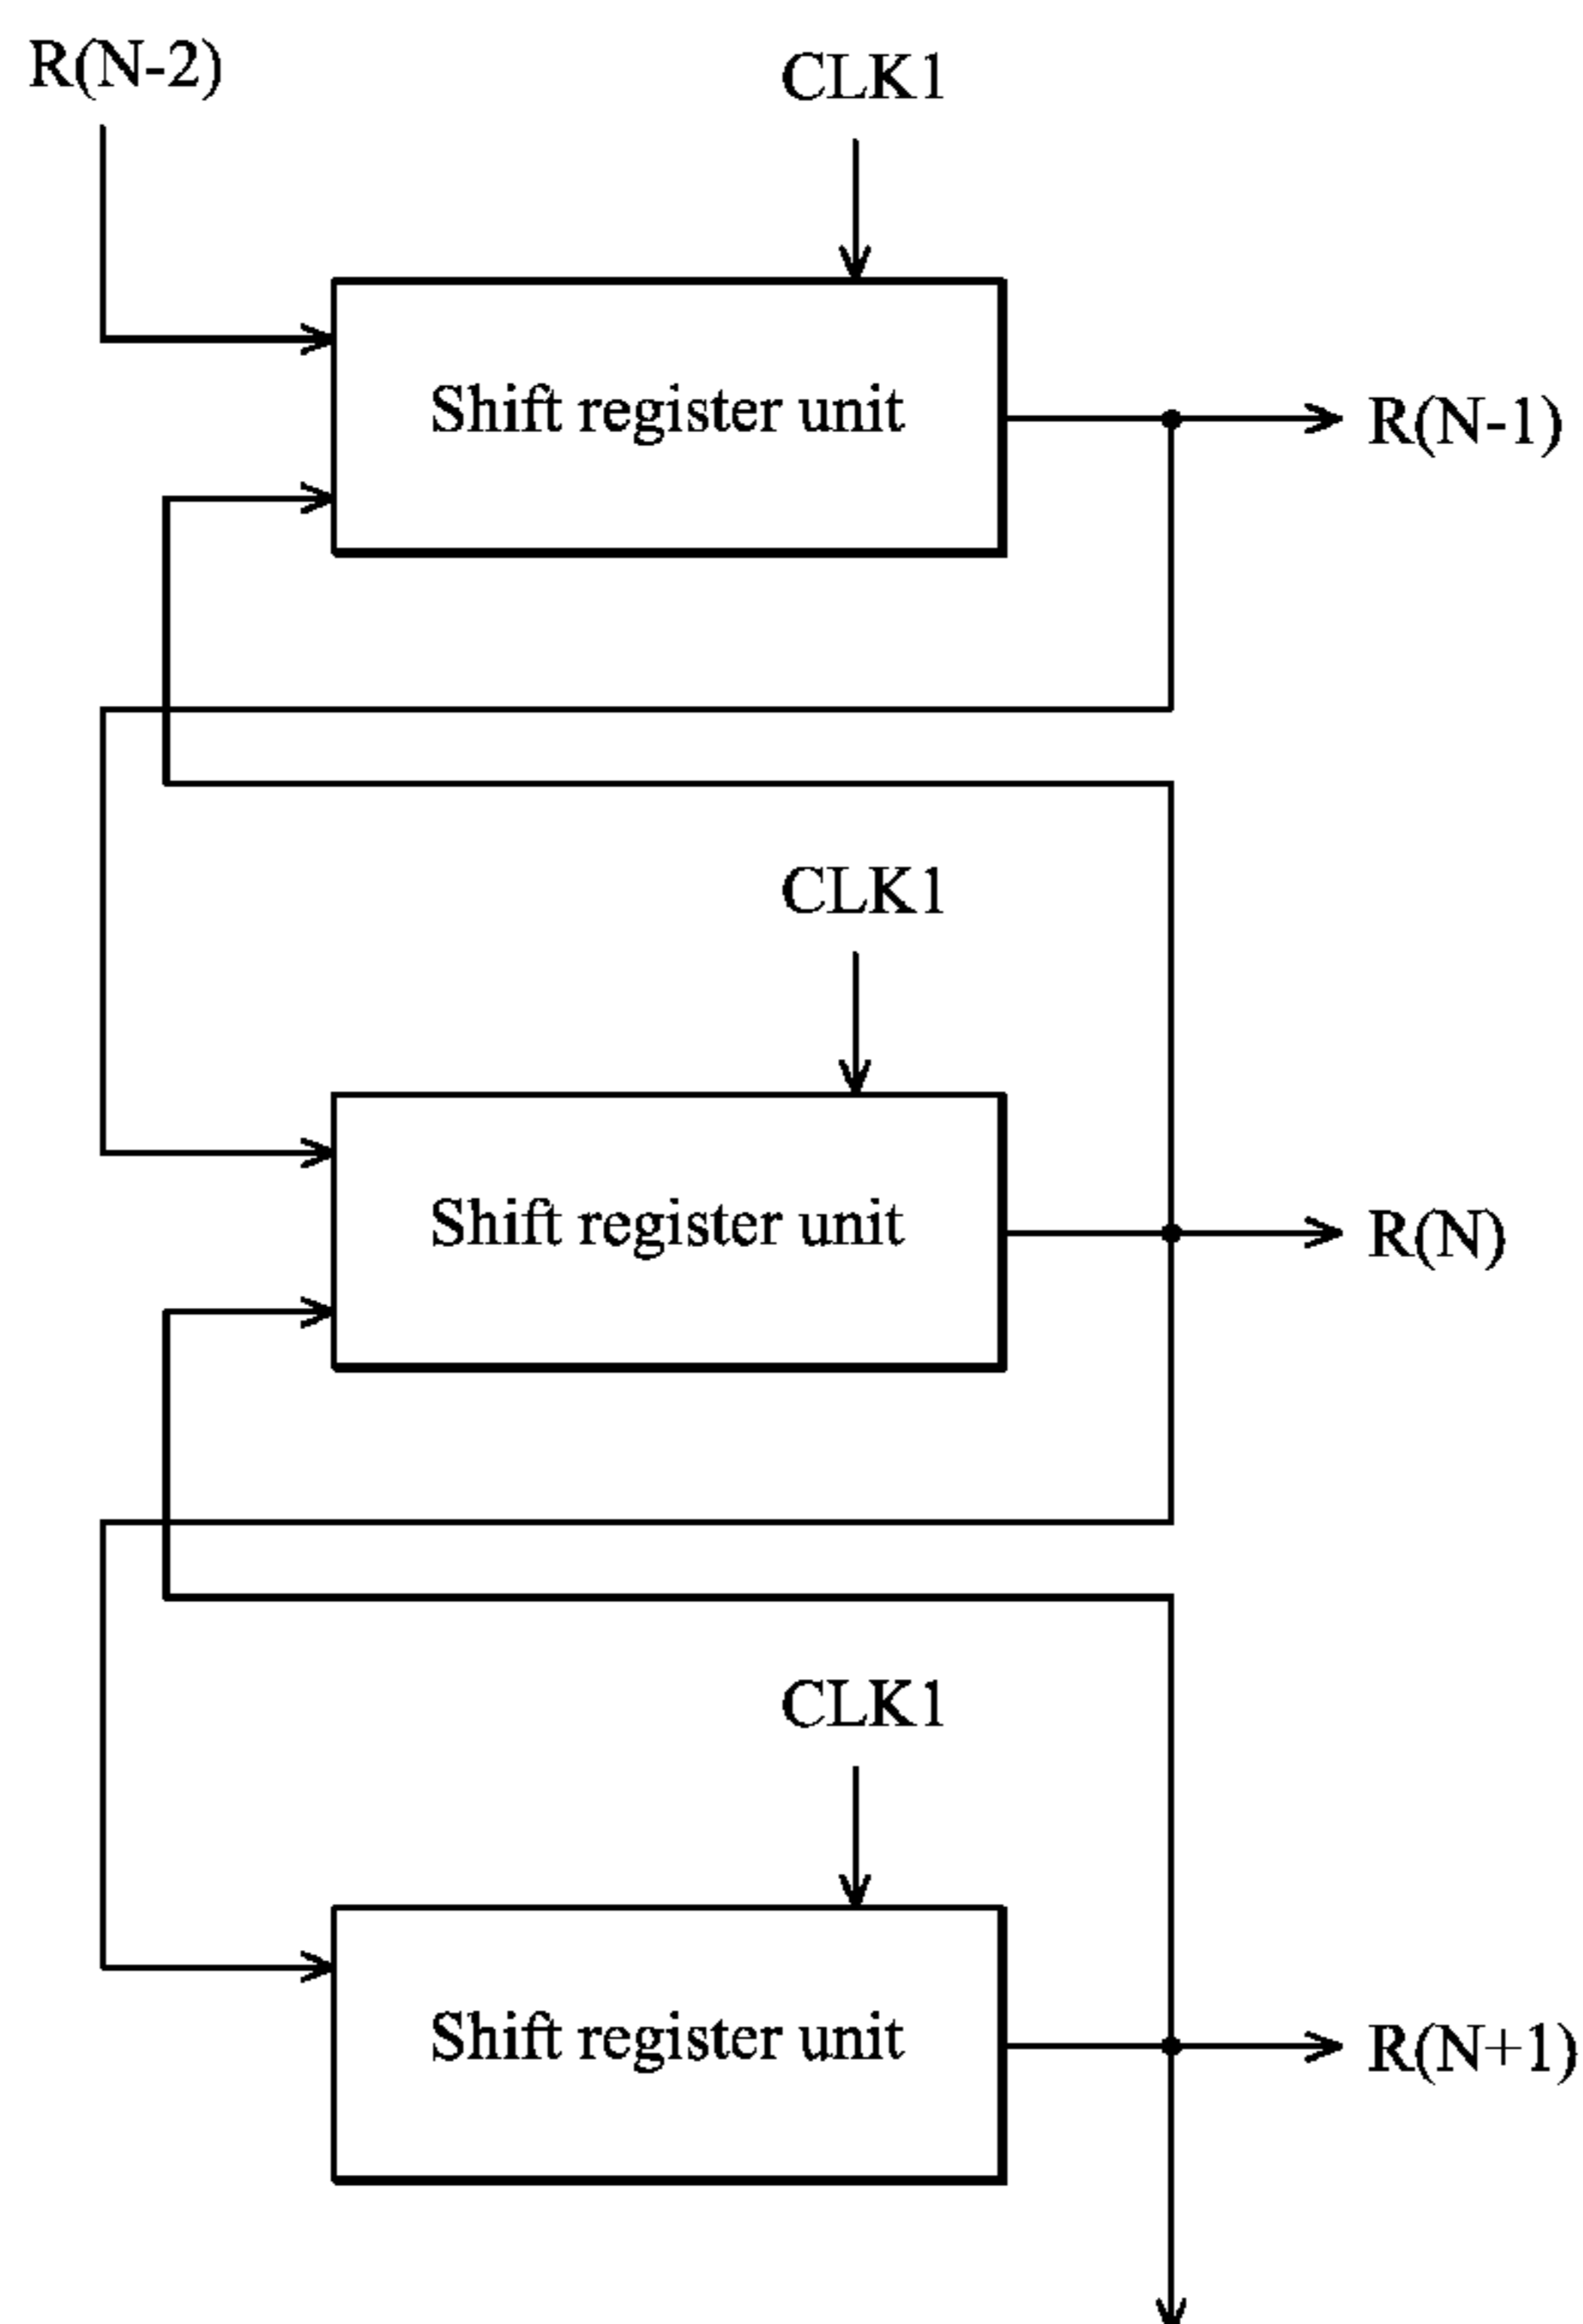 R(N-2)
CLK1
Shift register unit
R(N-1)
CLK1
Shift register unit
R(N)
CLK1
Shift register unit
R(N+1)